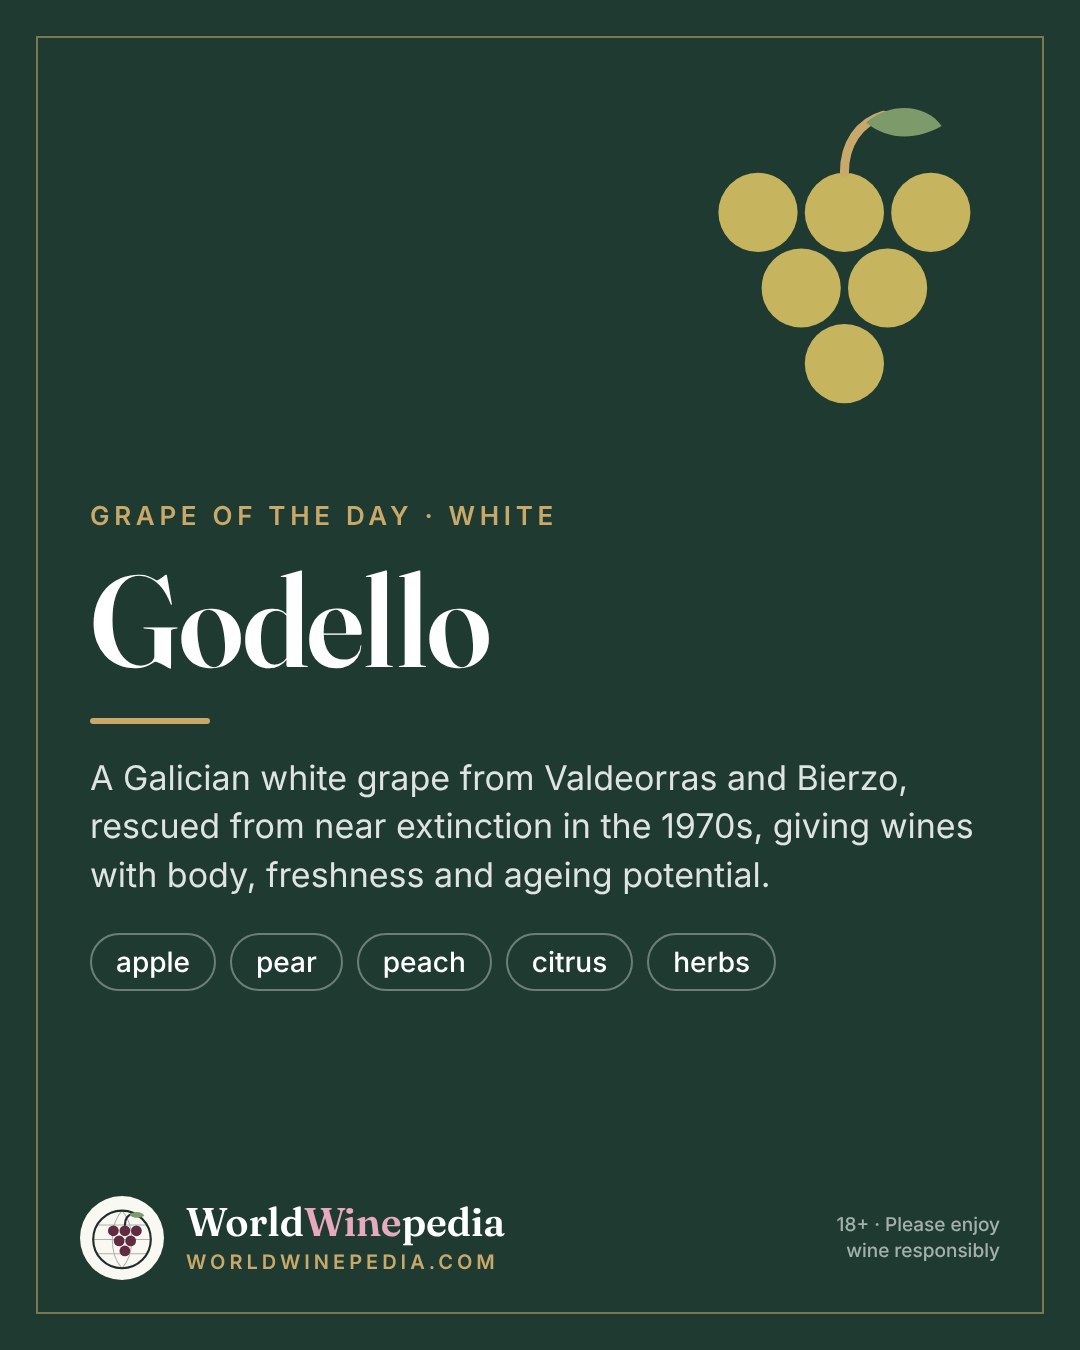 GRAPE OF THE DAY · WHITE
Godello
A Galician white grape from Valdeorras and Bierzo,
rescued from near extinction in the 1970s, giving wines
with body, freshness and ageing potential.
apple pear peach citrus herbs
WorldWinepedia
WORLDWINEPEDIA.COM
18+ · Please enjoy
wine responsibly